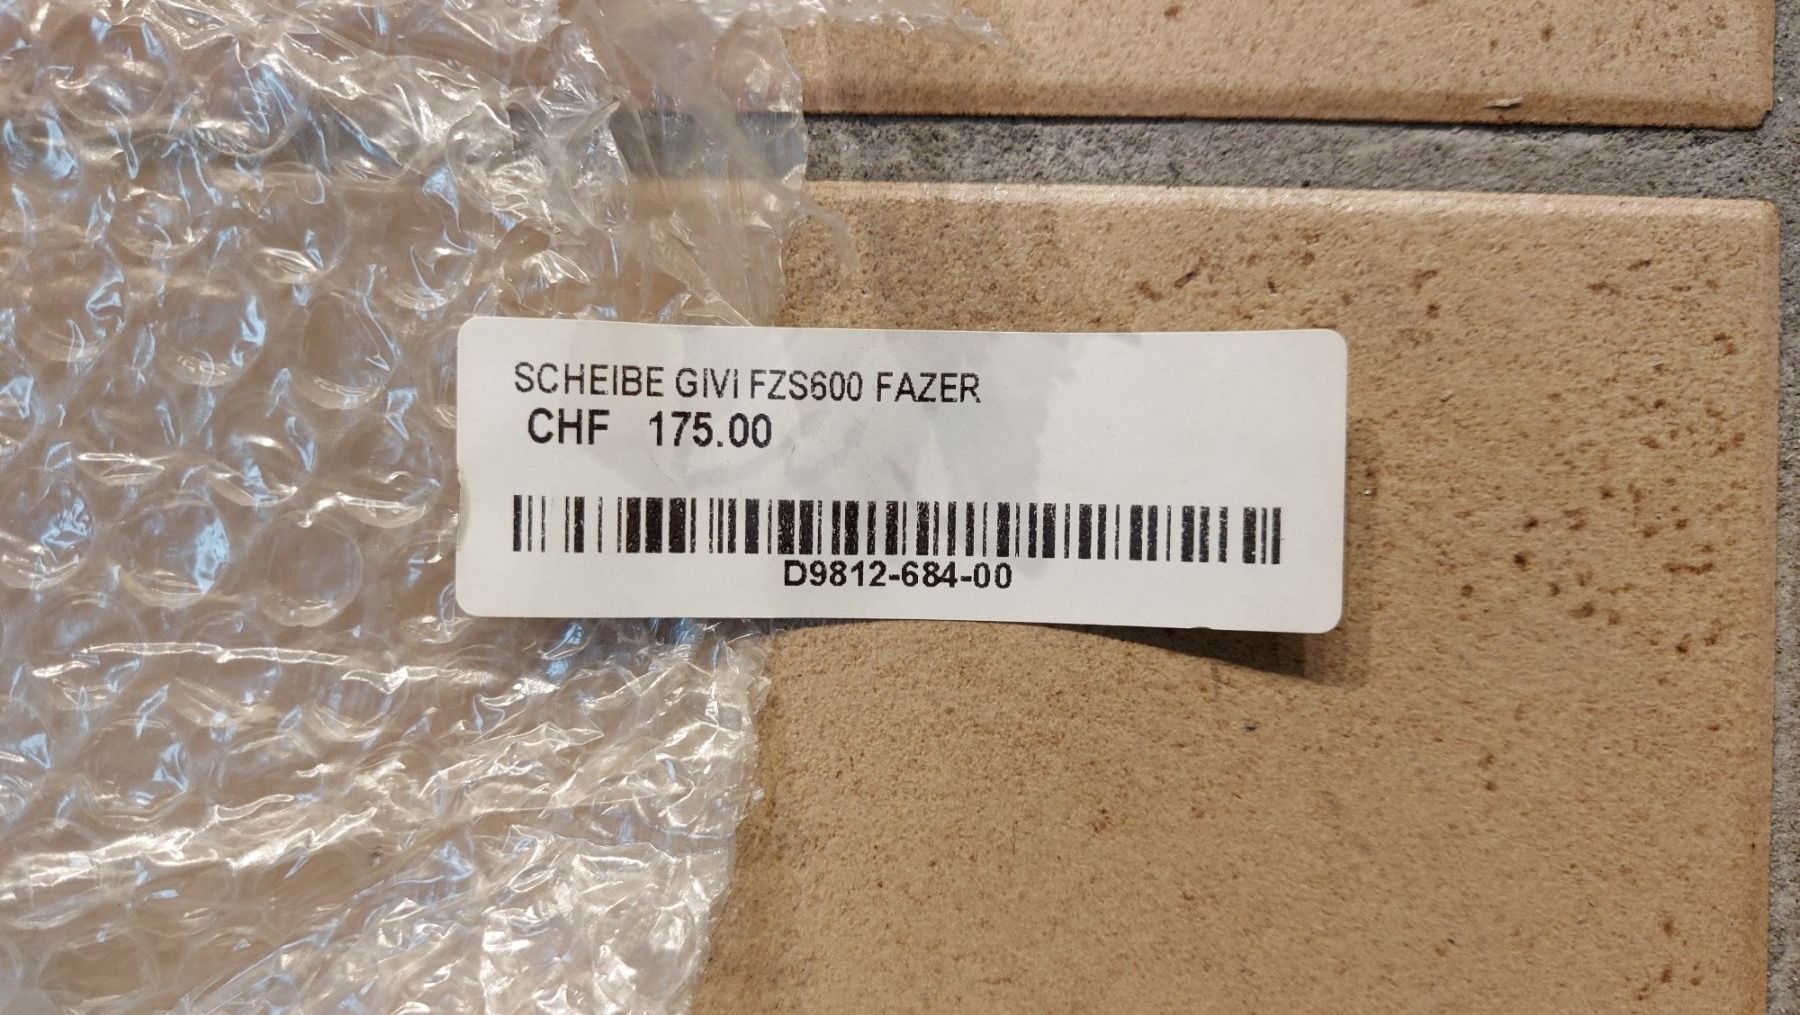 SCHEIBE GIVI FZS600 FAZER
CHF 175.00
D9812-684-00